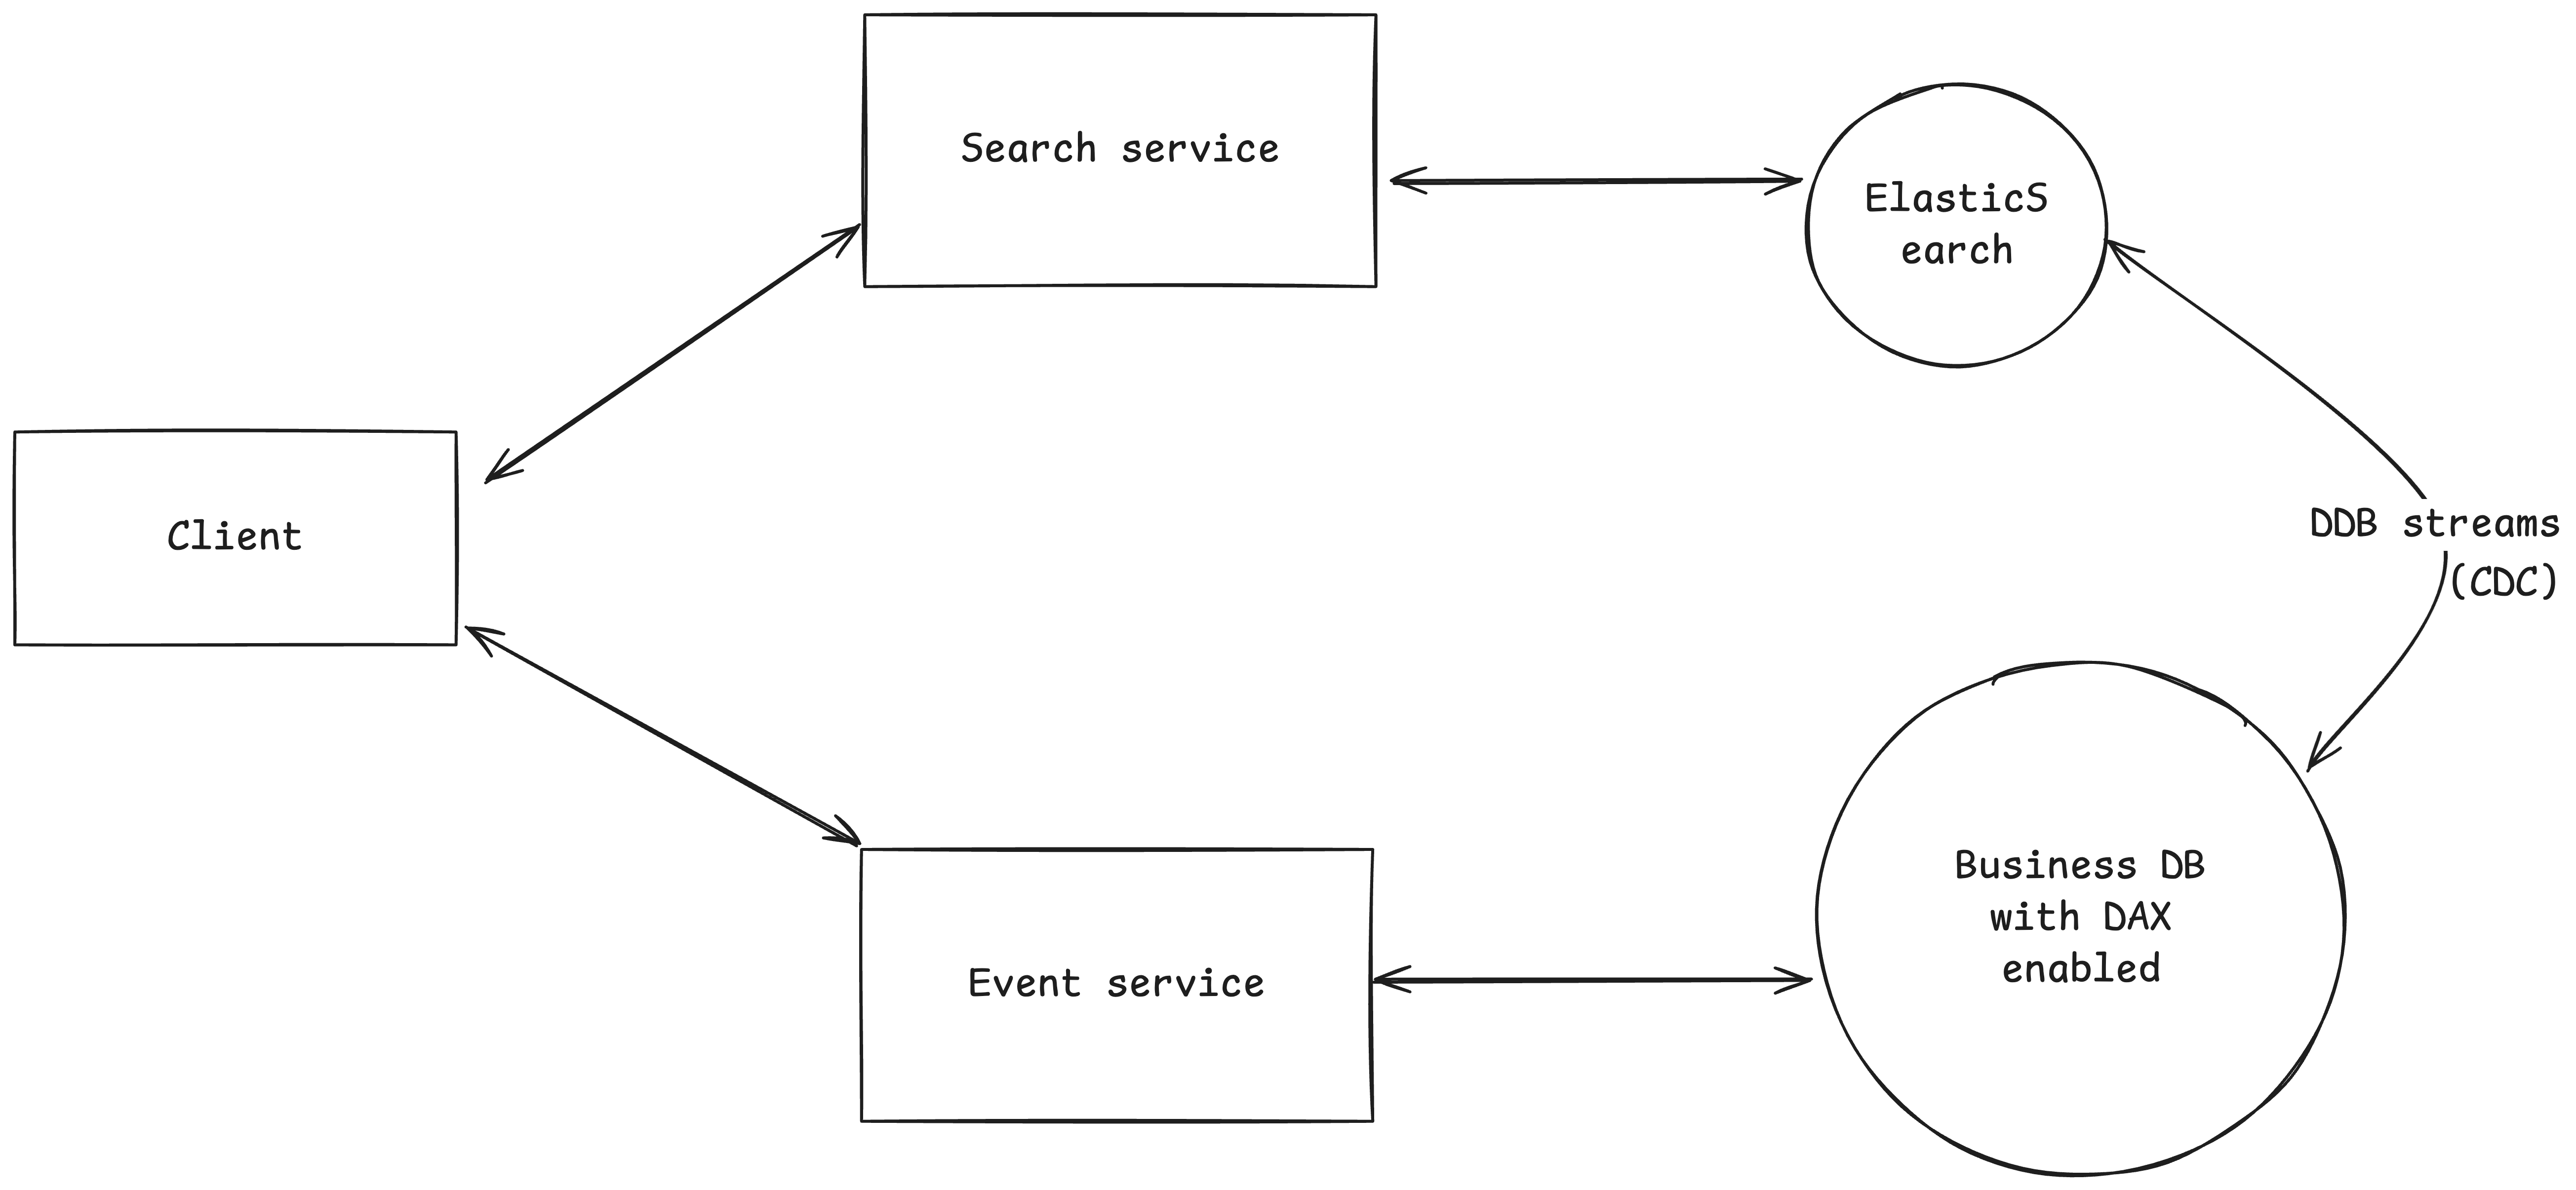 Search service
ElasticS
earch
Client
DDB streams
(CDC)
Business DB
with DAX
enabled
Event service